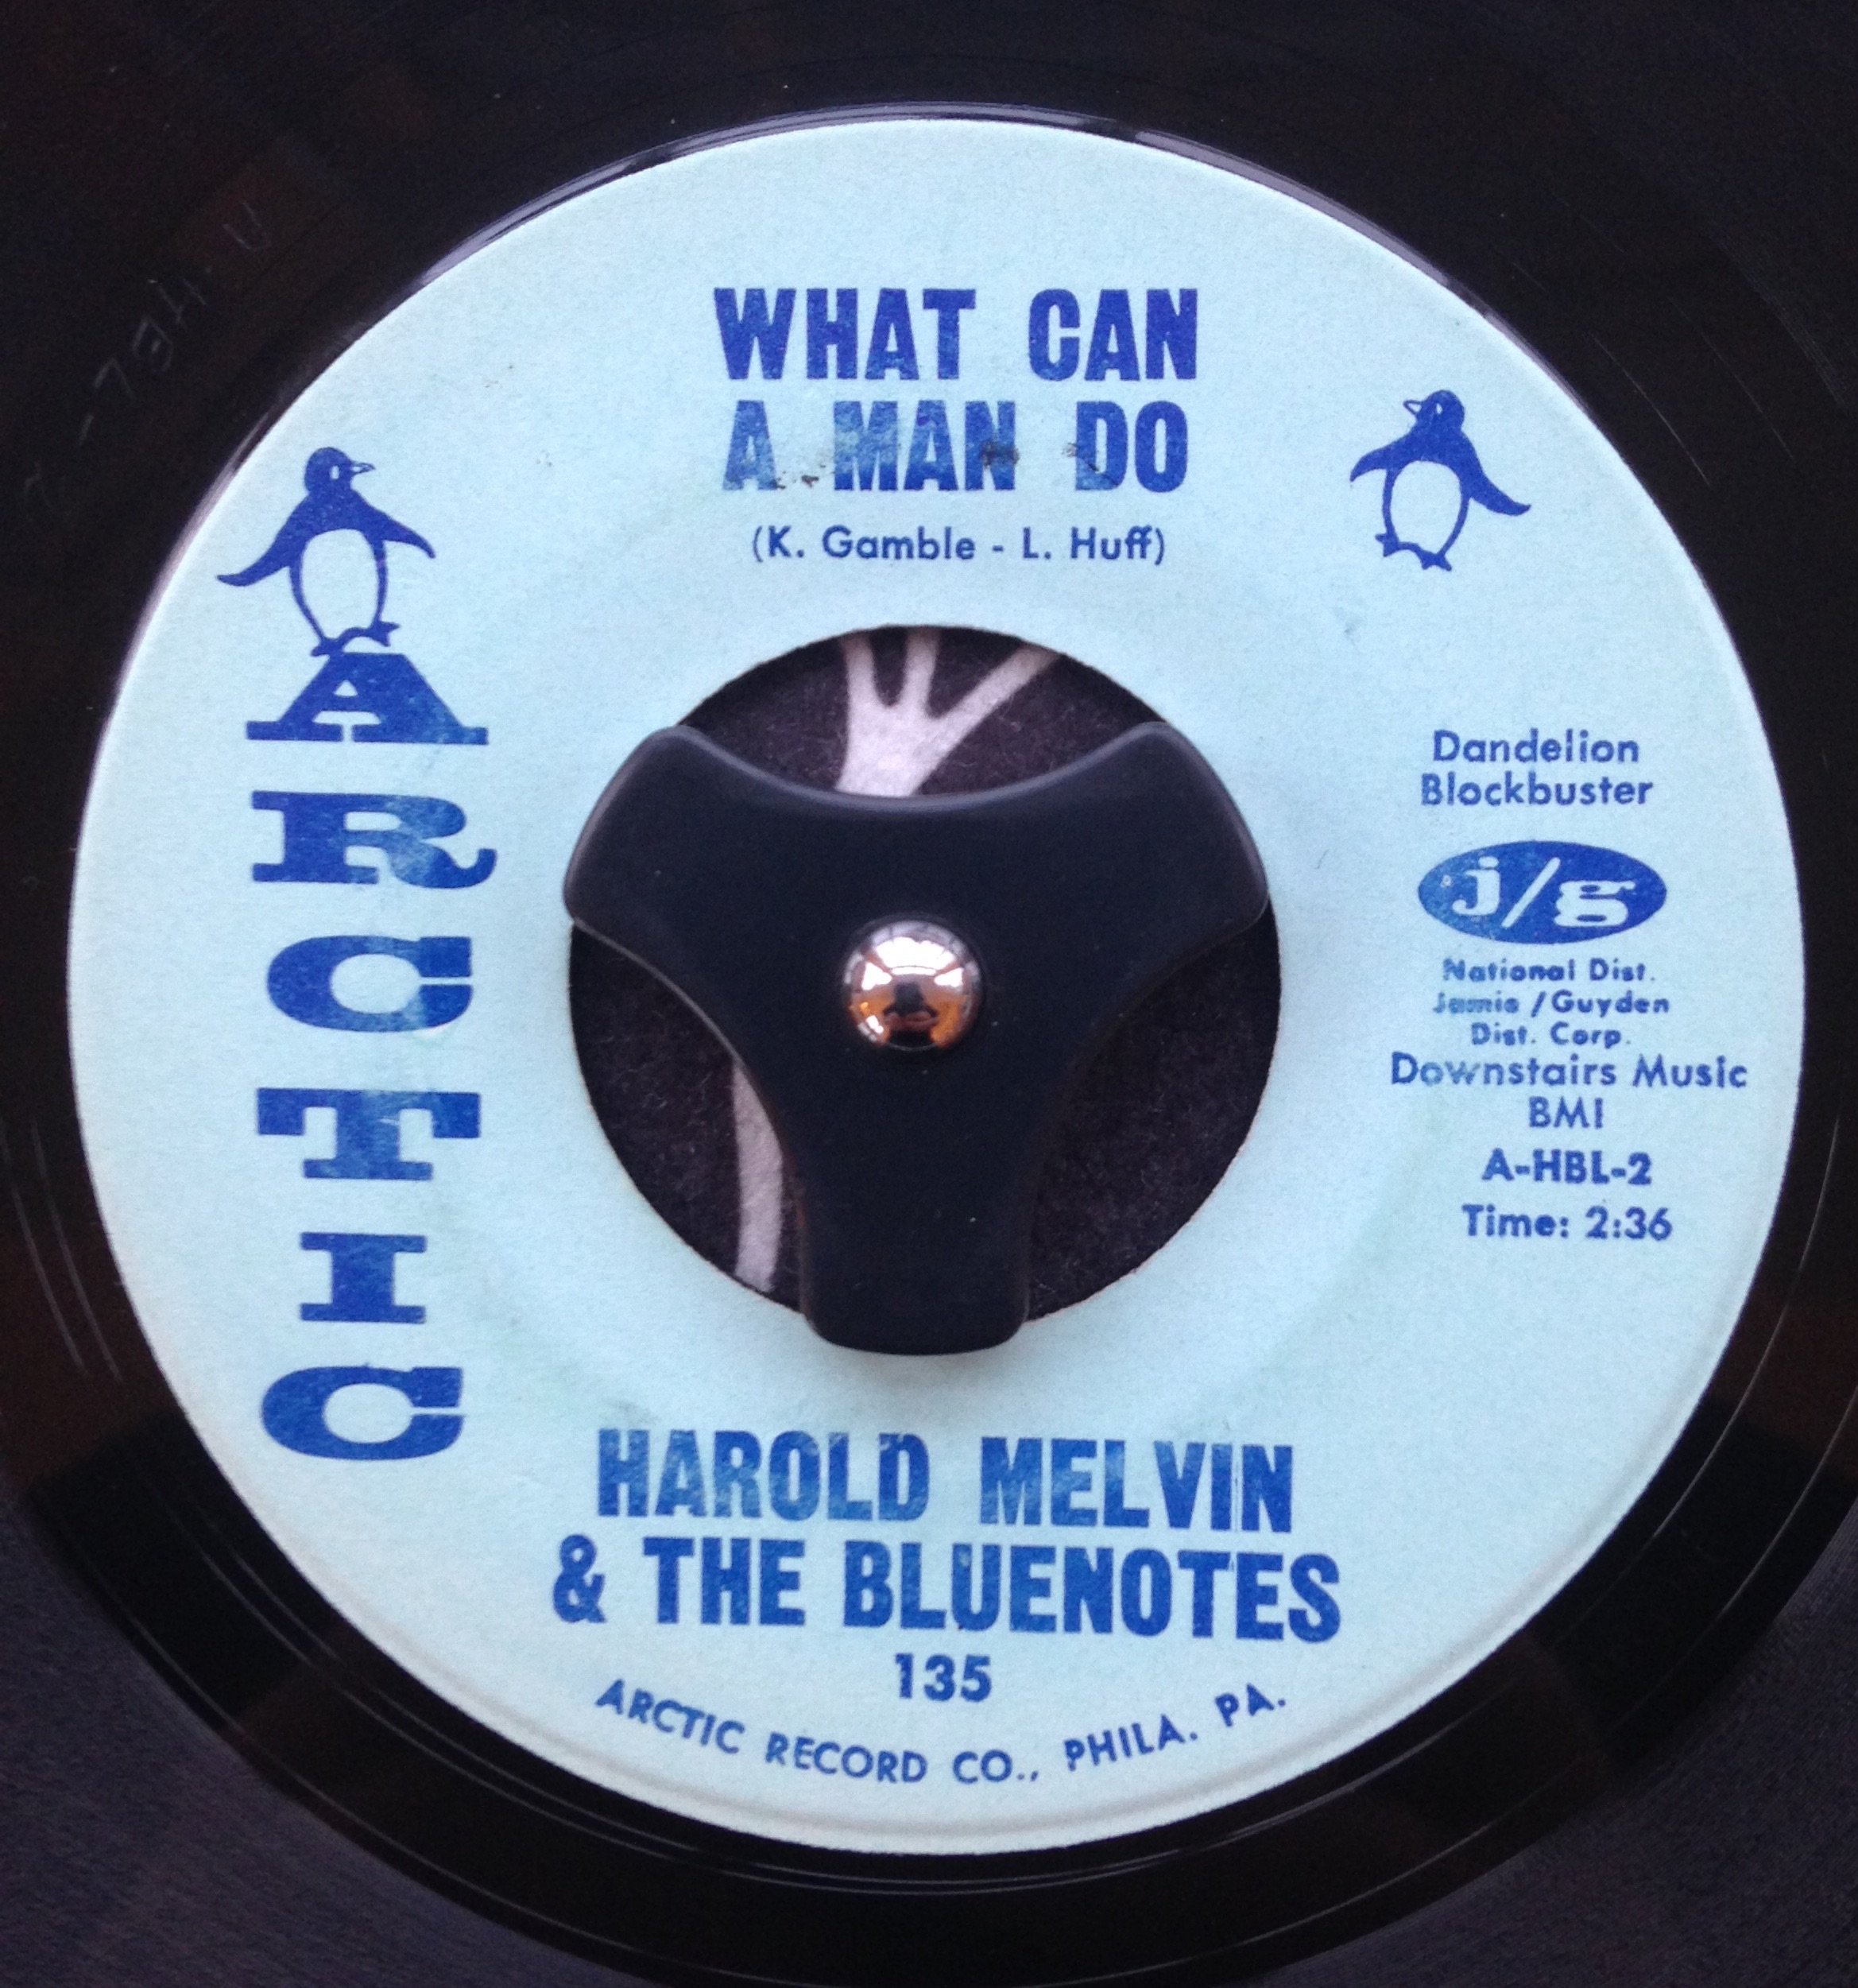 WHAT CAN
A MAN DO
(K. Gamble - L. Huff)
ARCTIC
Dandelion
Blockbuster
j/g
National Dist.
Jamie /Guyden
Dist. Corp.
Downstairs Music
BMI
A-HBL-2
Time: 2:36
HAROLD MELVIN
& THE BLUENOTES
135
ARCTIC RECORD CO., PHILA. PA.